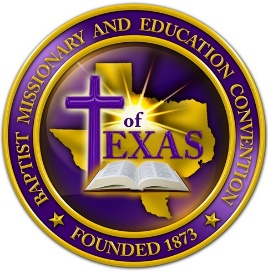 BAPTIST MISSIONARY AND EDUCATION CONVENTION
of
TEXAS
FOUNDED 1873